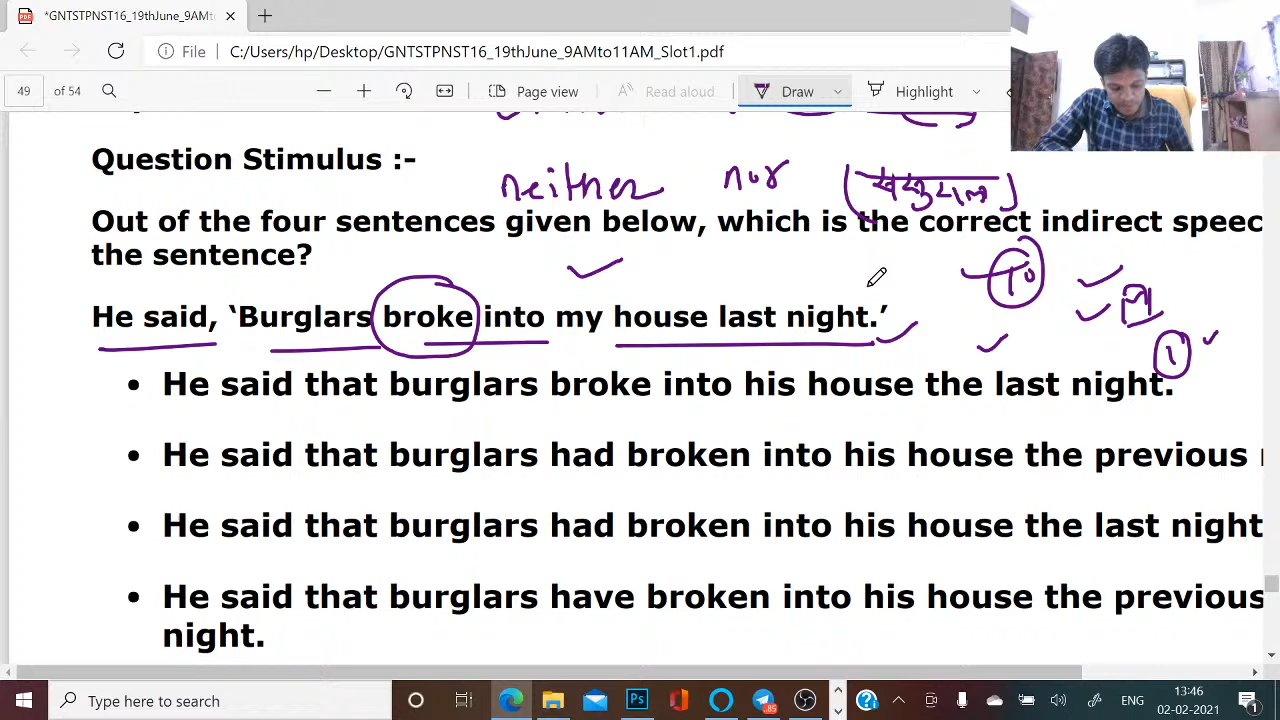 *GNTSTPNST16_19thJune_9AMt
File C:/Users/hp/Desktop/GNTSTPNST16_19thJune_9AMto11AM_Slot1.pdf
49 of 54 Page view Read aloud Draw Highlight
Question Stimulus :-
neither nor
Out of the four sentences given below, which is the correct indirect speec
the sentence?
He said, ‘Burglars broke into my house last night.’
• He said that burglars broke into his house the last night.
• He said that burglars had broken into his house the previous
• He said that burglars had broken into his house the last night
• He said that burglars have broken into his house the previous
night.
Type here to search
ENG
13:46
02-02-2021